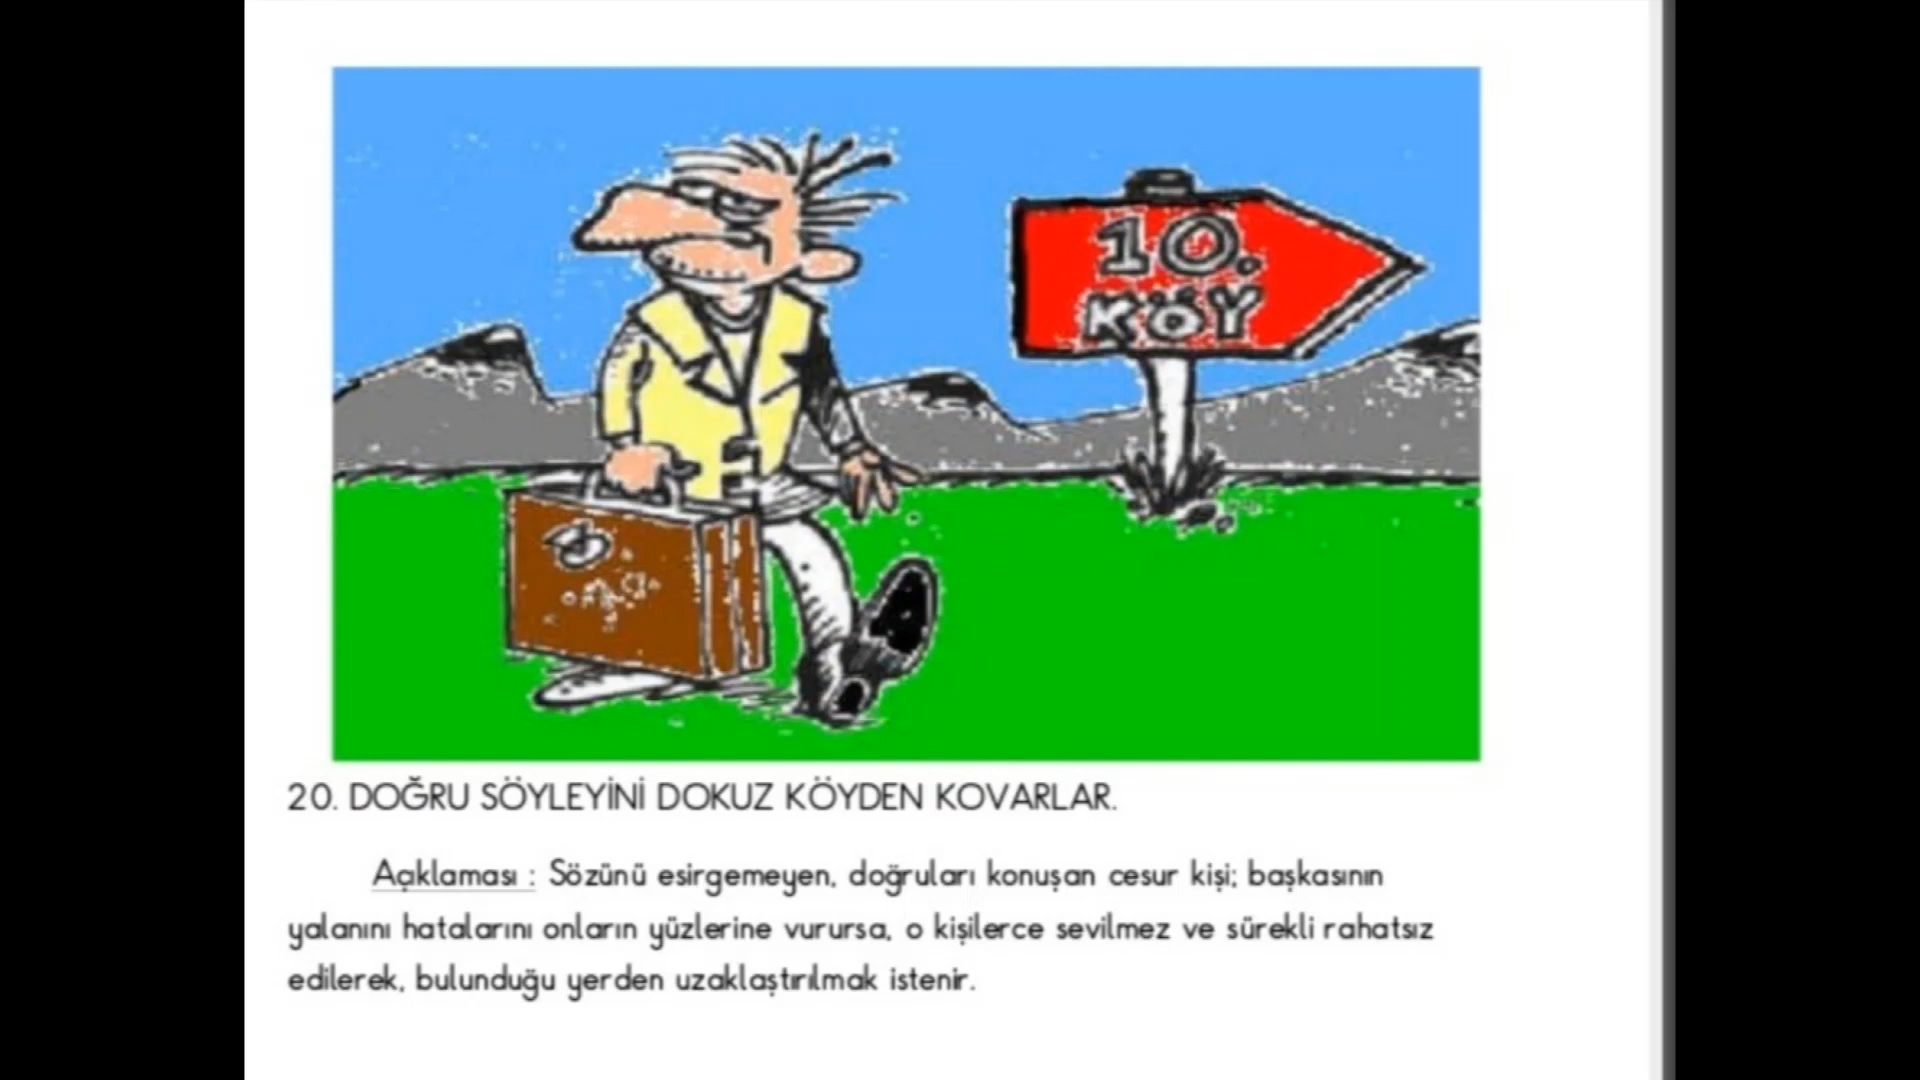 10.
KÖY
20. DOĞRU SÖYLEYİNİ DOKUZ KÖYDEN KOVARLAR.
Açıklaması : Sözünü esirgemeyen, doğruları konuşan cesur kişi; başkasının
yalanını hatalarını onların yüzlerine vurursa, o kişilerce sevilmez ve sürekli rahatsız
edilerek, bulunduğu yerden uzaklaştırılmak istenir.